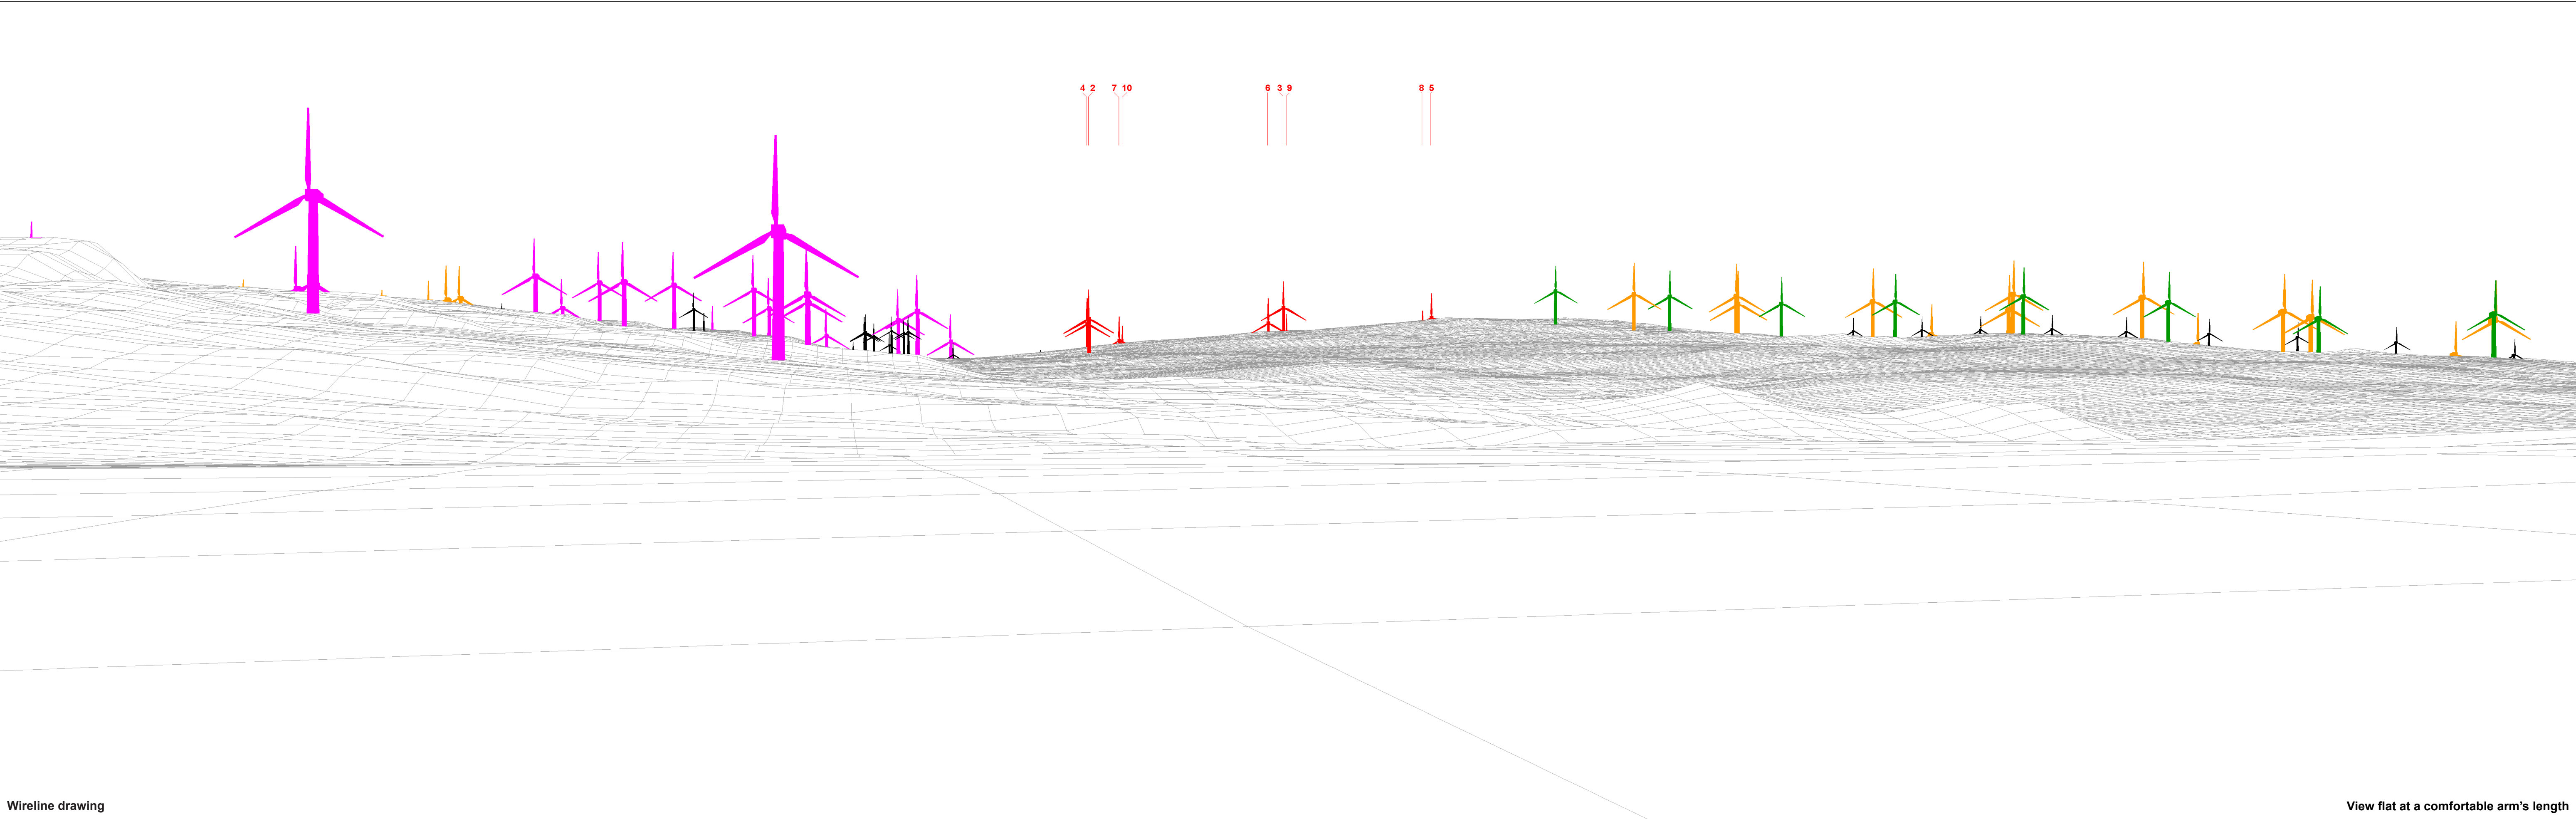 4 2 7 10 6 3 9 8 5
Wireline drawing
View flat at a comfortable arm's length